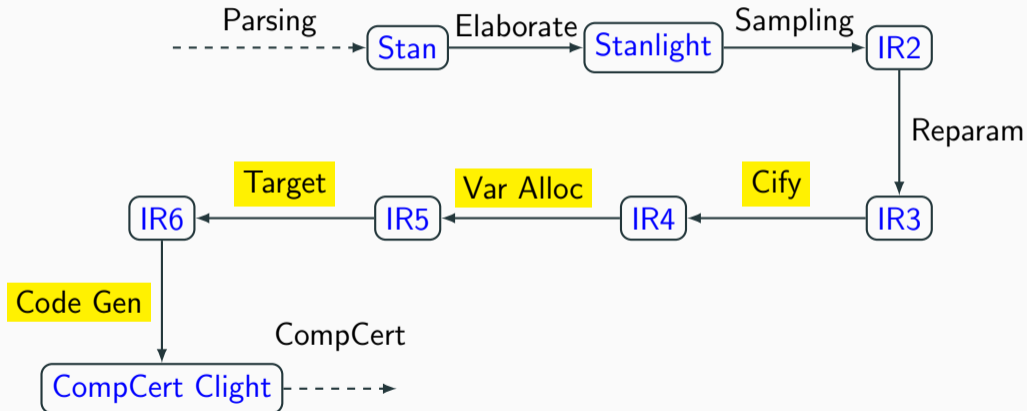 Parsing
Elaborate
Sampling
Stan
Stanlight
IR2
Reparam
Target
Var Alloc
Cify
IR6
IR5
IR4
IR3
Code Gen
CompCert
CompCert Clight